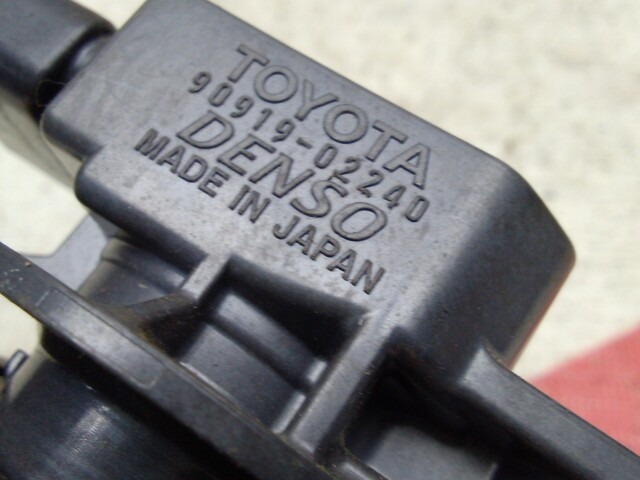 TOYOTA
90919-02240
DENSO
MADE IN JAPAN